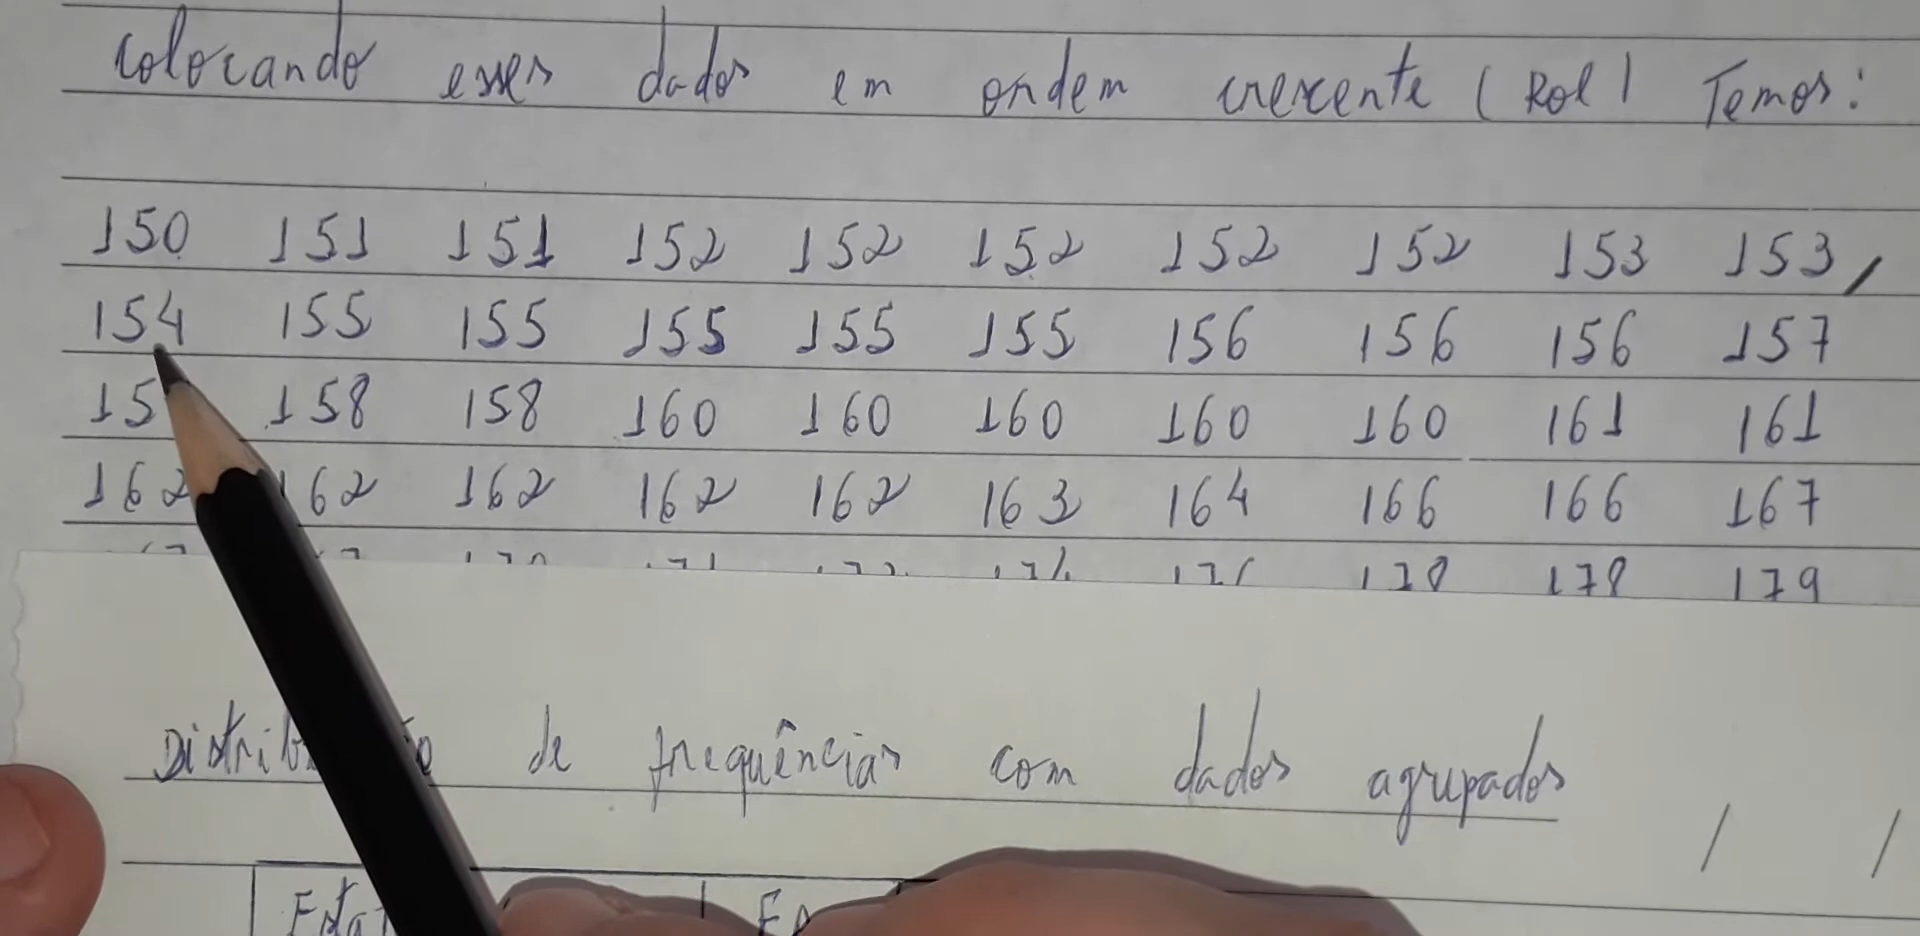 colocando esses dados em ordem crescente (Rol) Temos:
150 151 151 152 152 152 152 152 153 153,
154 155 155 155 155 155 156 156 156 157
158 158 160 160 160 160 160 161 161
162 162 162 162 162 163 164 166 166 167
178 178 179
de frequências com dados agrupados
/ /